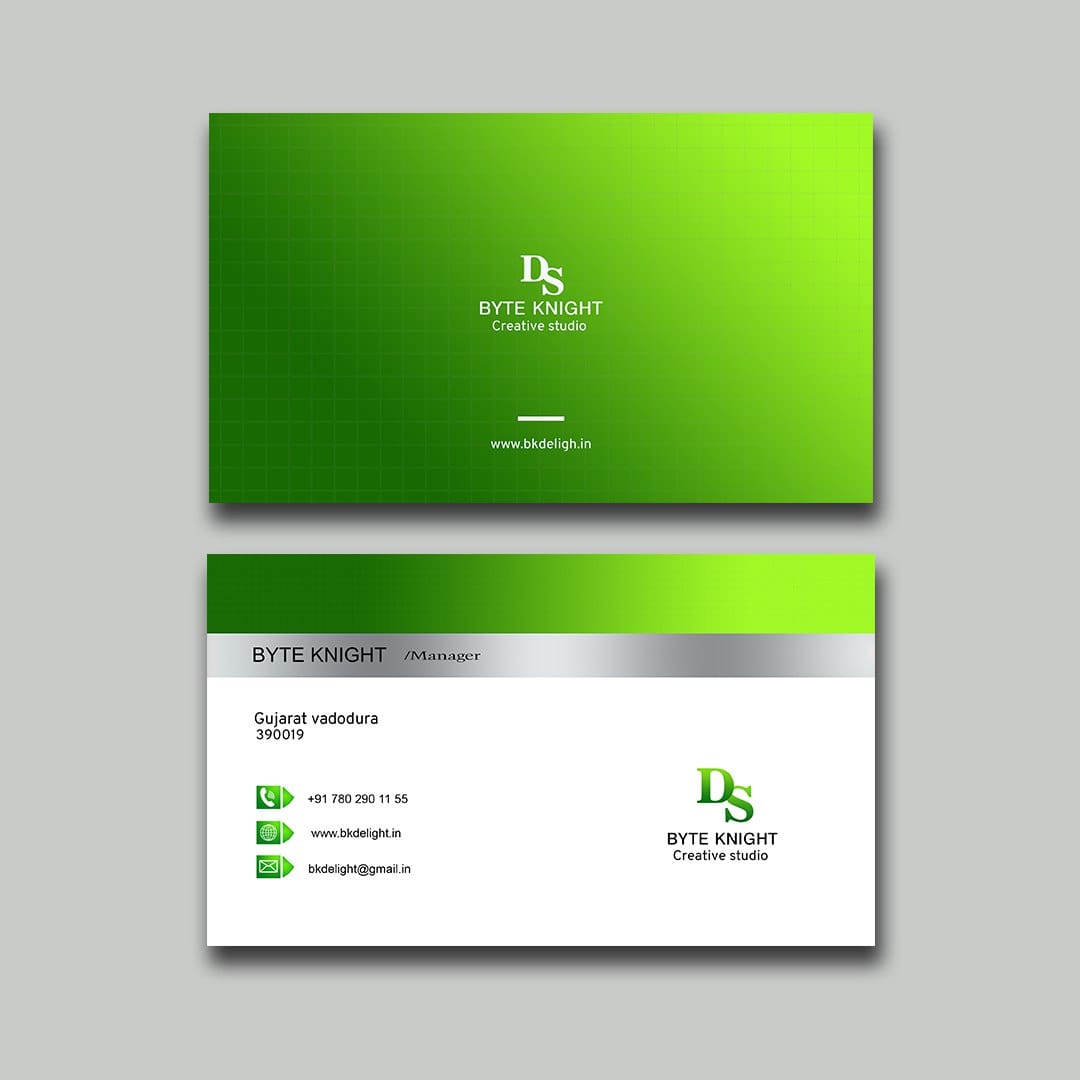 DS
BYTE KNIGHT
Creative studio
www.bkdeligh.in
BYTE KNIGHT /Manager
Gujarat vadodura
390019
+91 780 290 11 55
www.bkdelight.in
bkdelight@gmail.in
DS
BYTE KNIGHT
Creative studio